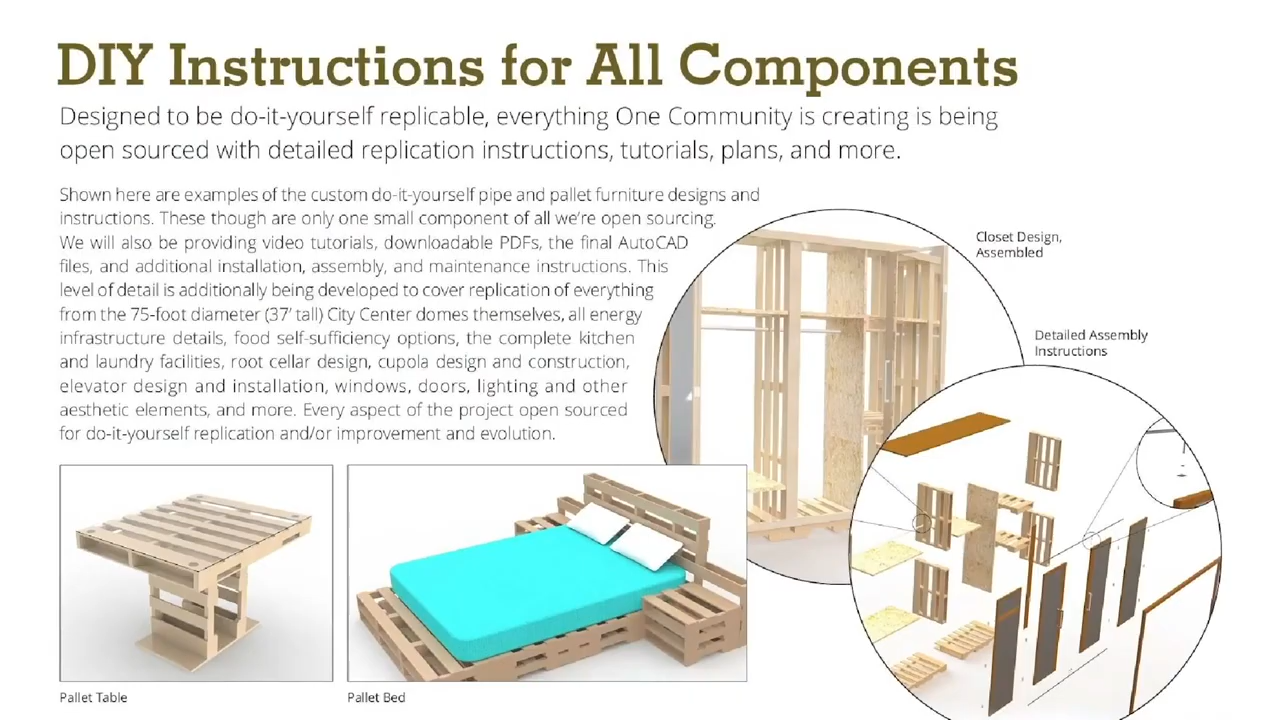 DIY Instructions for All Components
Designed to be do-it-yourself replicable, everything One Community is creating is being
open sourced with detailed replication instructions, tutorials, plans, and more.
Shown here are examples of the custom do-it-yourself pipe and pallet furniture designs and
instructions. These though are only one small component of all we're open sourcing.
We will also be providing video tutorials, downloadable PDFs, the final AutoCAD
files, and additional installation, assembly, and maintenance instructions. This
level of detail is additionally being developed to cover replication of everything
from the 75-foot diameter (37' tall) City Center domes themselves, all energy
infrastructure details, food self-sufficiency options, the complete kitchen
and laundry facilities, root cellar design, cupola design and construction,
elevator design and installation, windows, doors, lighting and other
aesthetic elements, and more. Every aspect of the project open sourced
for do-it-yourself replication and/or improvement and evolution.
Closet Design,
Assembled
Detailed Assembly
Instructions
Pallet Table
Pallet Bed